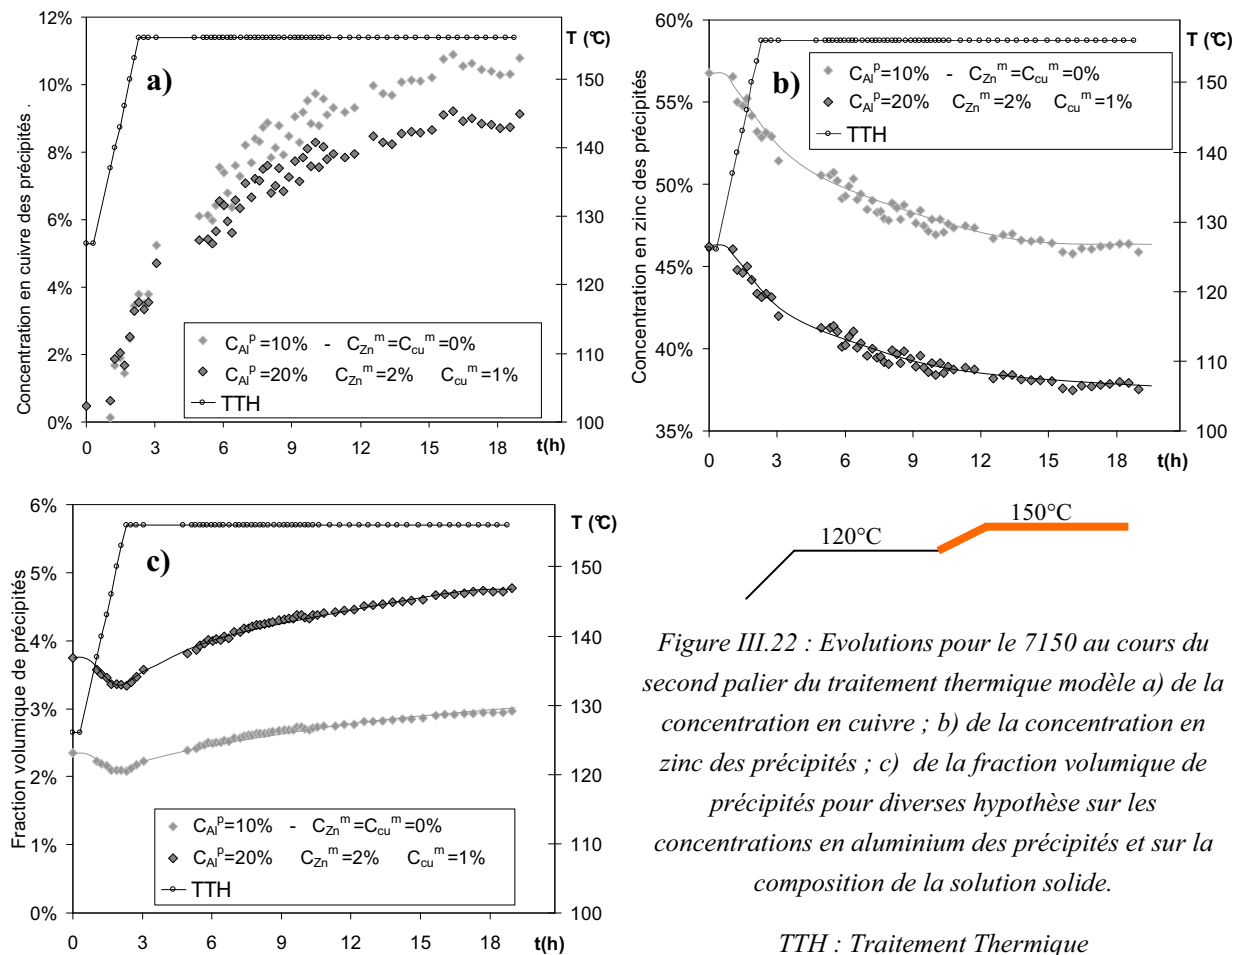 12%
10%
8%
6%
4%
2%
0%
Concentration en cuivre des précipités .
a)
T (°C)
150
140
130
120
110
100
C_Al^p=10% - C_Zn^m=C_cu^m=0%
C_Al^p=20% C_Zn^m=2% C_cu^m=1%
TTH
0 3 6 9 12 15 18 t(h)
60%
55%
50%
45%
40%
35%
Concentration en zinc des précipités
b)
T (°C)
150
140
130
120
110
100
C_Al^p=10% - C_Zn^m=C_cu^m=0%
C_Al^p=20% C_Zn^m=2% C_cu^m=1%
TTH
0 3 6 9 12 15 18 t(h)
6%
5%
4%
3%
2%
1%
0%
Fraction volumique de précipités
c)
T (°C)
150
140
130
120
110
100
C_Al^p=10% - C_Zn^m=C_cu^m=0%
C_Al^p=20% C_Zn^m=2% C_cu^m=1%
TTH
0 3 6 9 12 15 18 t(h)
120°C
150°C
Figure III.22 : Evolutions pour le 7150 au cours du
second palier du traitement thermique modèle a) de la
concentration en cuivre ; b) de la concentration en
zinc des précipités ; c) de la fraction volumique de
précipités pour diverses hypothèse sur les
concentrations en aluminium des précipités et sur la
composition de la solution solide.
TTH : Traitement Thermique